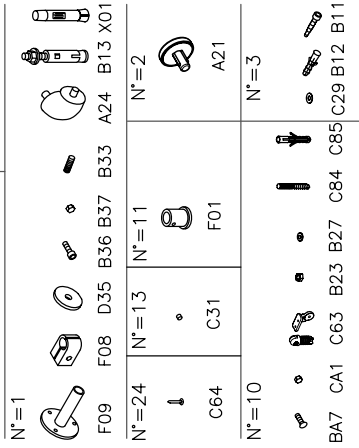 N°=1
F09 F08 D35 B36 B37 B33 A24 B13 X01
N°=24
C64
N°=13
C31
N°=11
F01
N°=2
A21
N°=10
BA7 CA1 C63 B23 B27 C84 C85
N°=3
C29 B12 B11